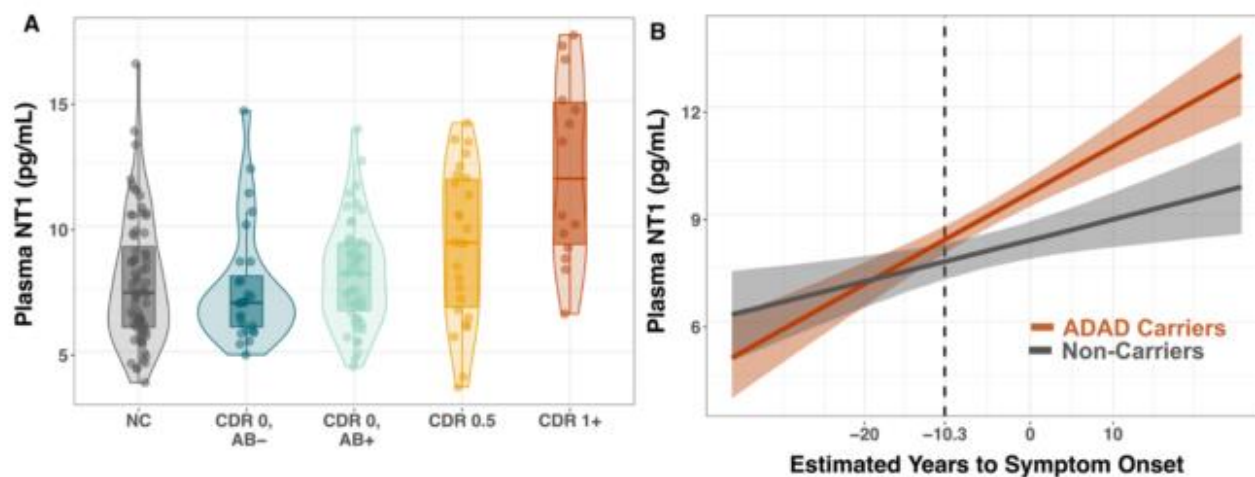 A
Plasma NT1 (pg/mL)
15
10
5
NC
CDR 0,
AB−
CDR 0,
AB+
CDR 0.5
CDR 1+
B
Plasma NT1 (pg/mL)
12
9
6
ADAD Carriers
Non-Carriers
−20
−10.3
0
10
Estimated Years to Symptom Onset